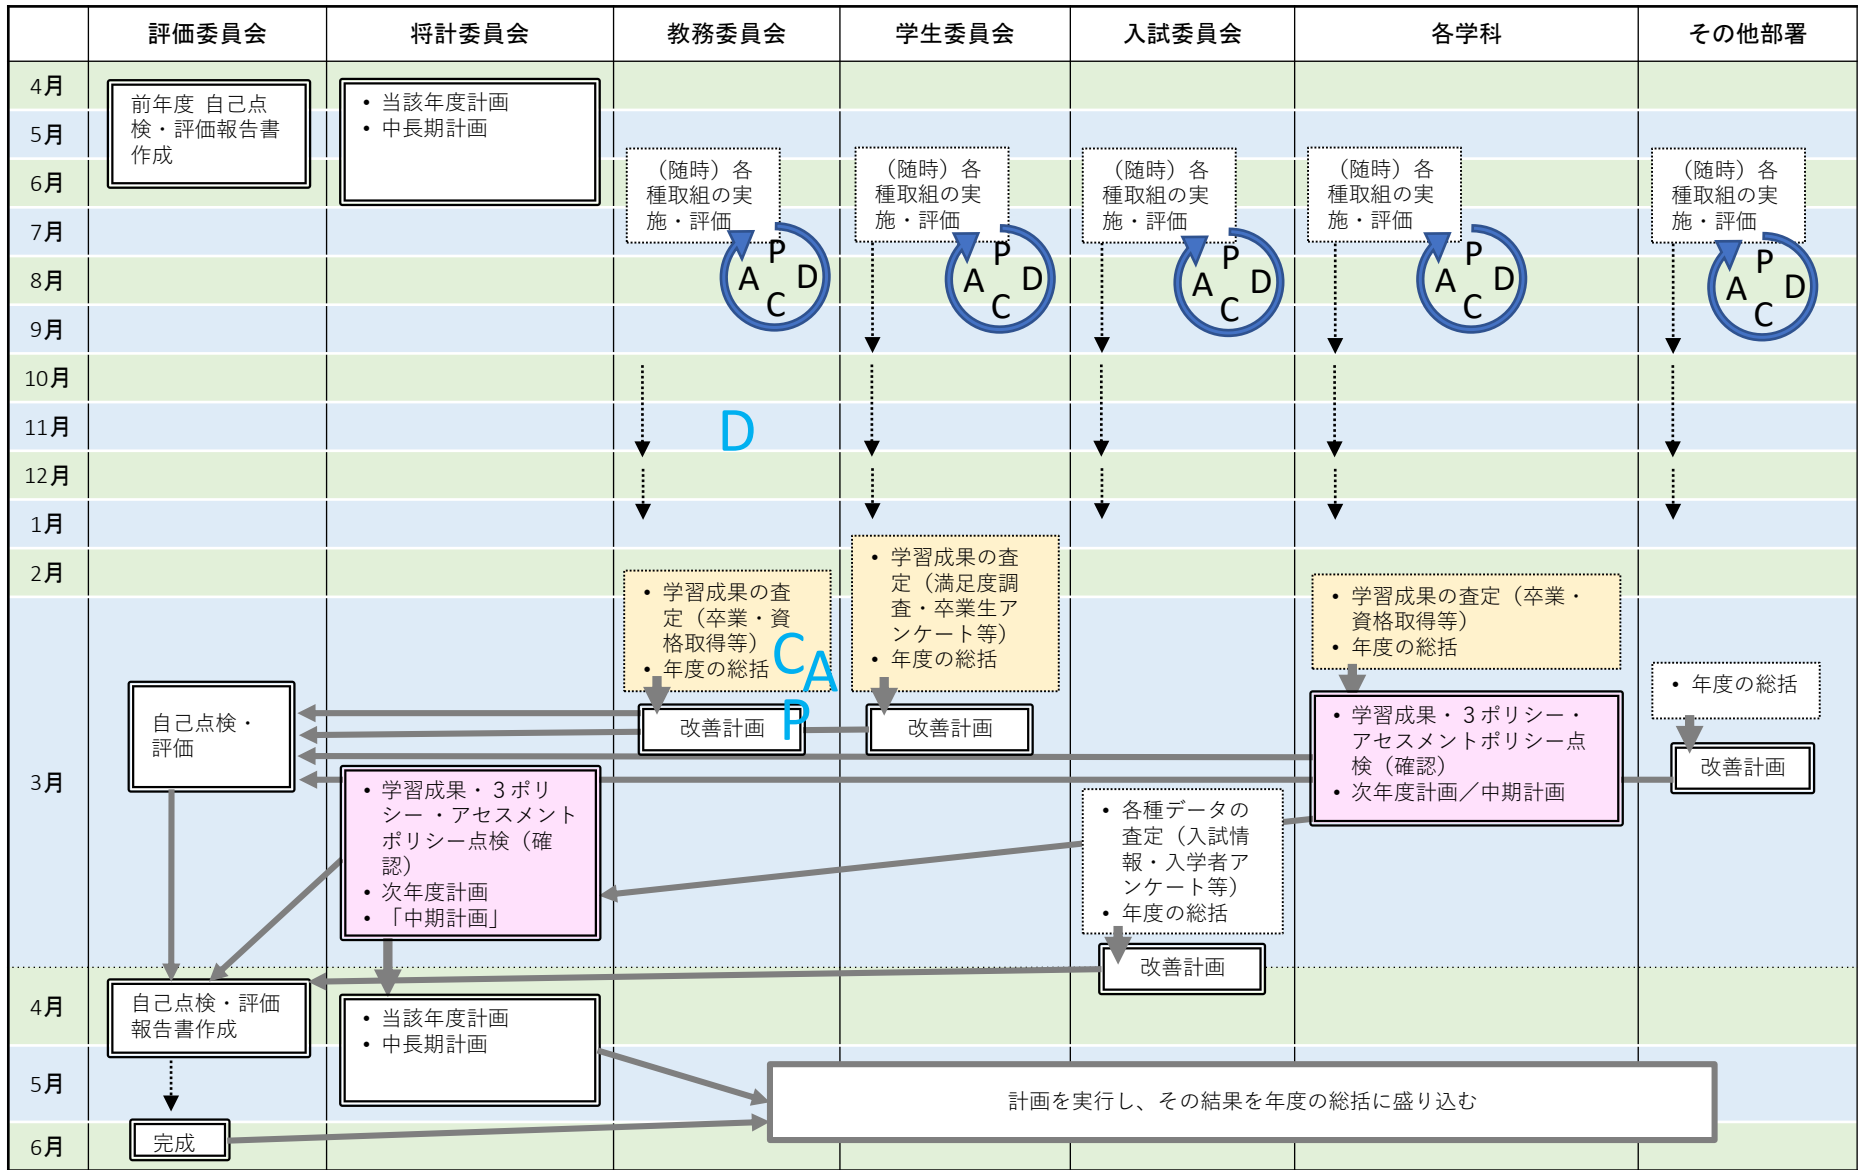 評価委員会
将計委員会
教務委員会
学生委員会
入試委員会
各学科
その他部署
4月
5月
6月
7月
8月
9月
10月
11月
12月
1月
2月
3月
4月
5月
6月
前年度 自己点
検・評価報告書
作成
• 当該年度計画
• 中長期計画
（随時）各
種取組の実
施・評価
P
D
C
A
（随時）各
種取組の実
施・評価
P
D
C
A
（随時）各
種取組の実
施・評価
P
D
C
A
（随時）各
種取組の実
施・評価
P
D
C
A
（随時）各
種取組の実
施・評価
P
D
C
A
D
• 学習成果の査
定（卒業・資
格取得等）
• 年度の総括
C
A
P
改善計画
• 学習成果の査
定（満足度調
査・卒業生ア
ンケート等）
• 年度の総括
改善計画
• 学習成果の査定（卒業・
資格取得等）
• 年度の総括
• 学習成果・３ポリシー・
アセスメントポリシー点
検（確認）
• 次年度計画／中期計画
• 年度の総括
改善計画
自己点検・
評価
• 学習成果・３ポリ
シー・アセスメント
ポリシー点検（確
認）
• 次年度計画
• 「中期計画」
• 各種データの
査定（入試情
報・入学者ア
ンケート等）
• 年度の総括
改善計画
自己点検・評価
報告書作成
• 当該年度計画
• 中長期計画
計画を実行し、その結果を年度の総括に盛り込む
完成